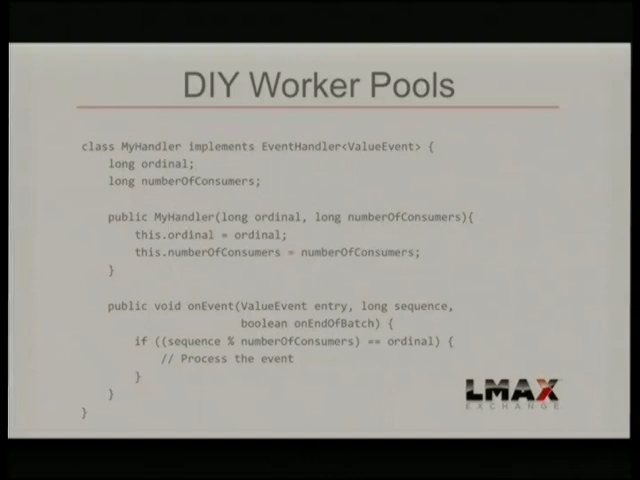 DIY Worker Pools
class MyHandler implements EventHandler<ValueEvent> {
long ordinal;
long numberOfConsumers;
public MyHandler(long ordinal, long numberOfConsumers){
this.ordinal = ordinal;
this.numberOfConsumers = numberOfConsumers;
}
public void onEvent(ValueEvent entry, long sequence,
boolean onEndOfBatch) {
if ((sequence % numberOfConsumers) == ordinal) {
// Process the event
}
}
}
LMAX
EXCHANGE